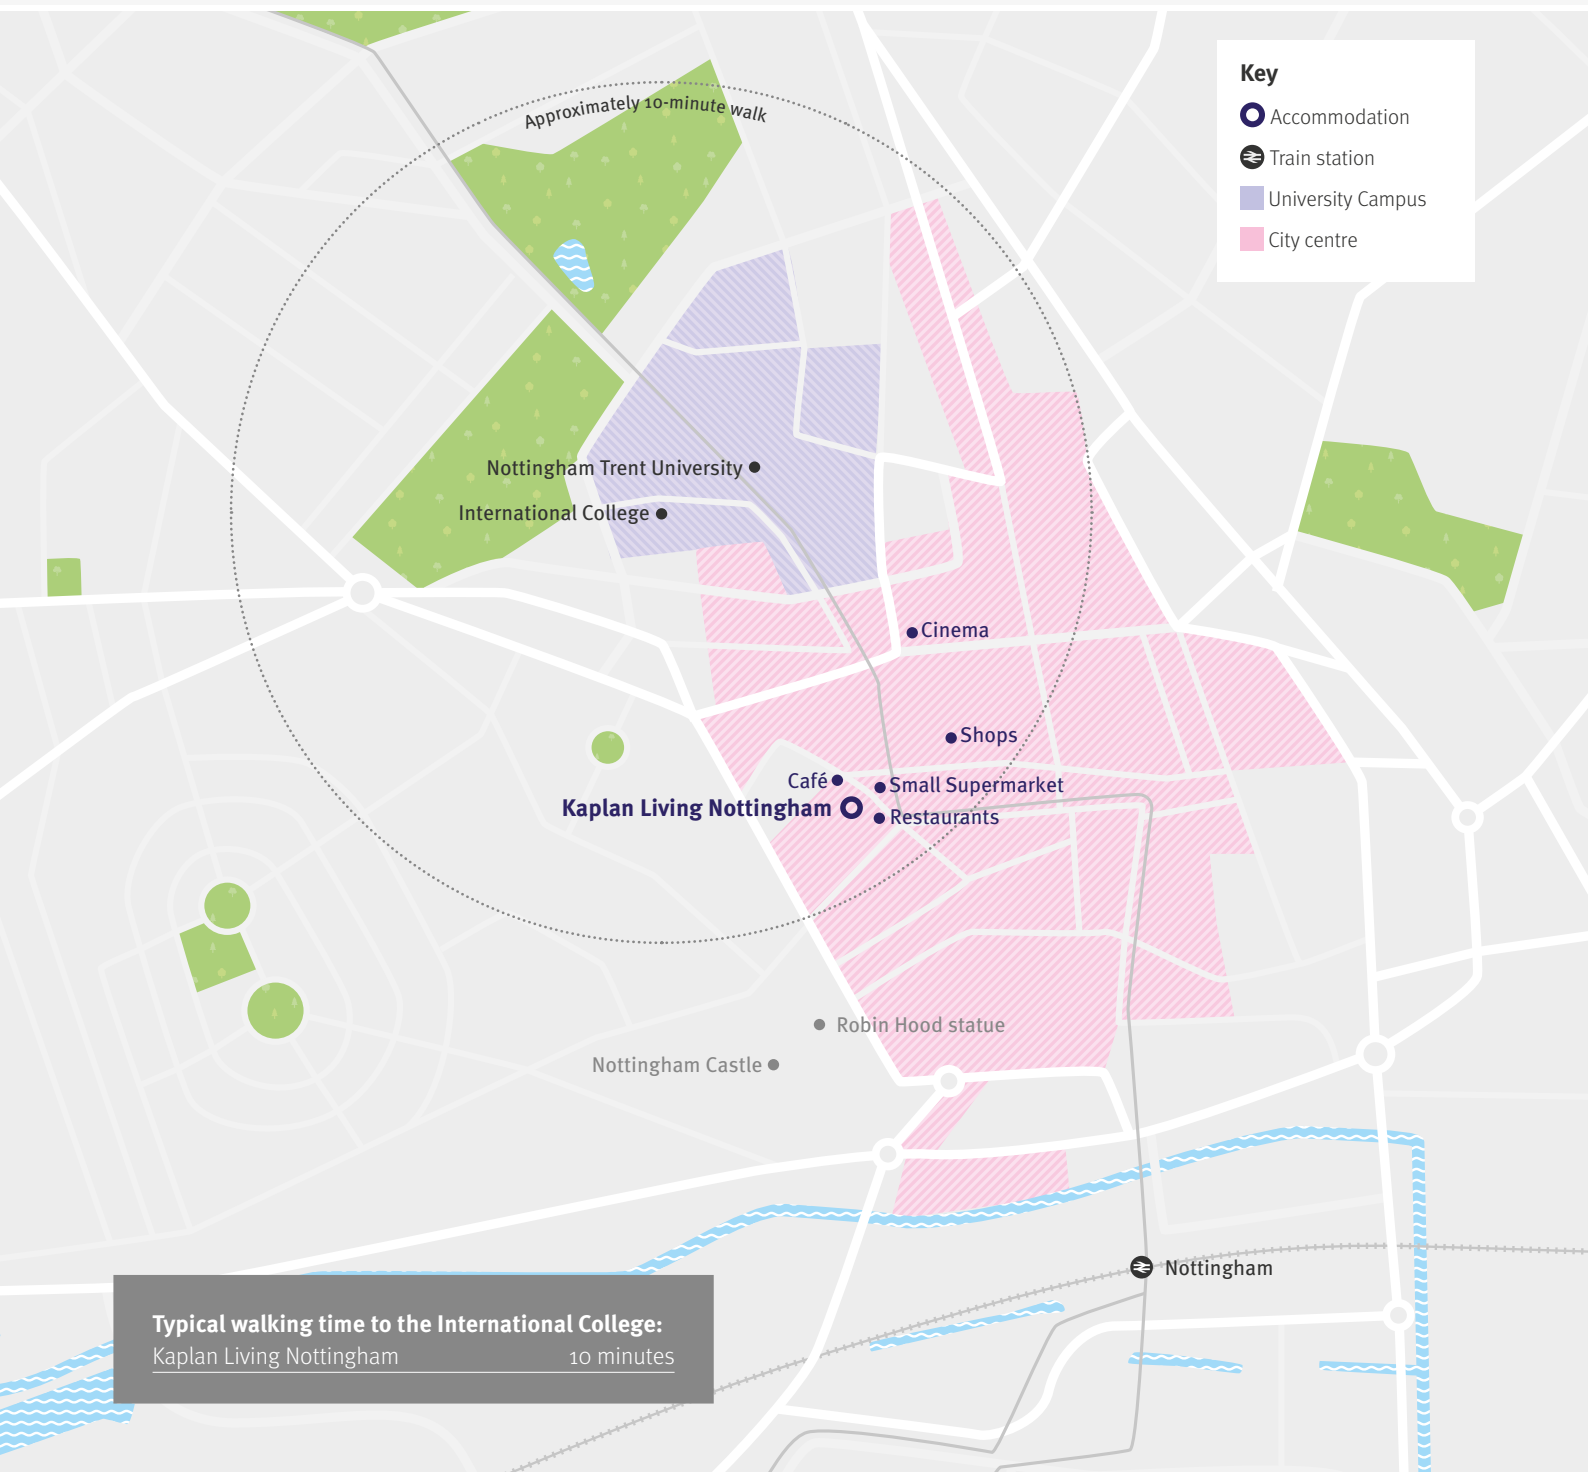 Approximately 10-minute walk
Key
Accommodation
Train station
University Campus
City centre
Nottingham Trent University
International College
Cinema
Shops
Café
Small Supermarket
Kaplan Living Nottingham
Restaurants
Robin Hood statue
Nottingham Castle
Nottingham
Typical walking time to the International College:
Kaplan Living Nottingham 10 minutes